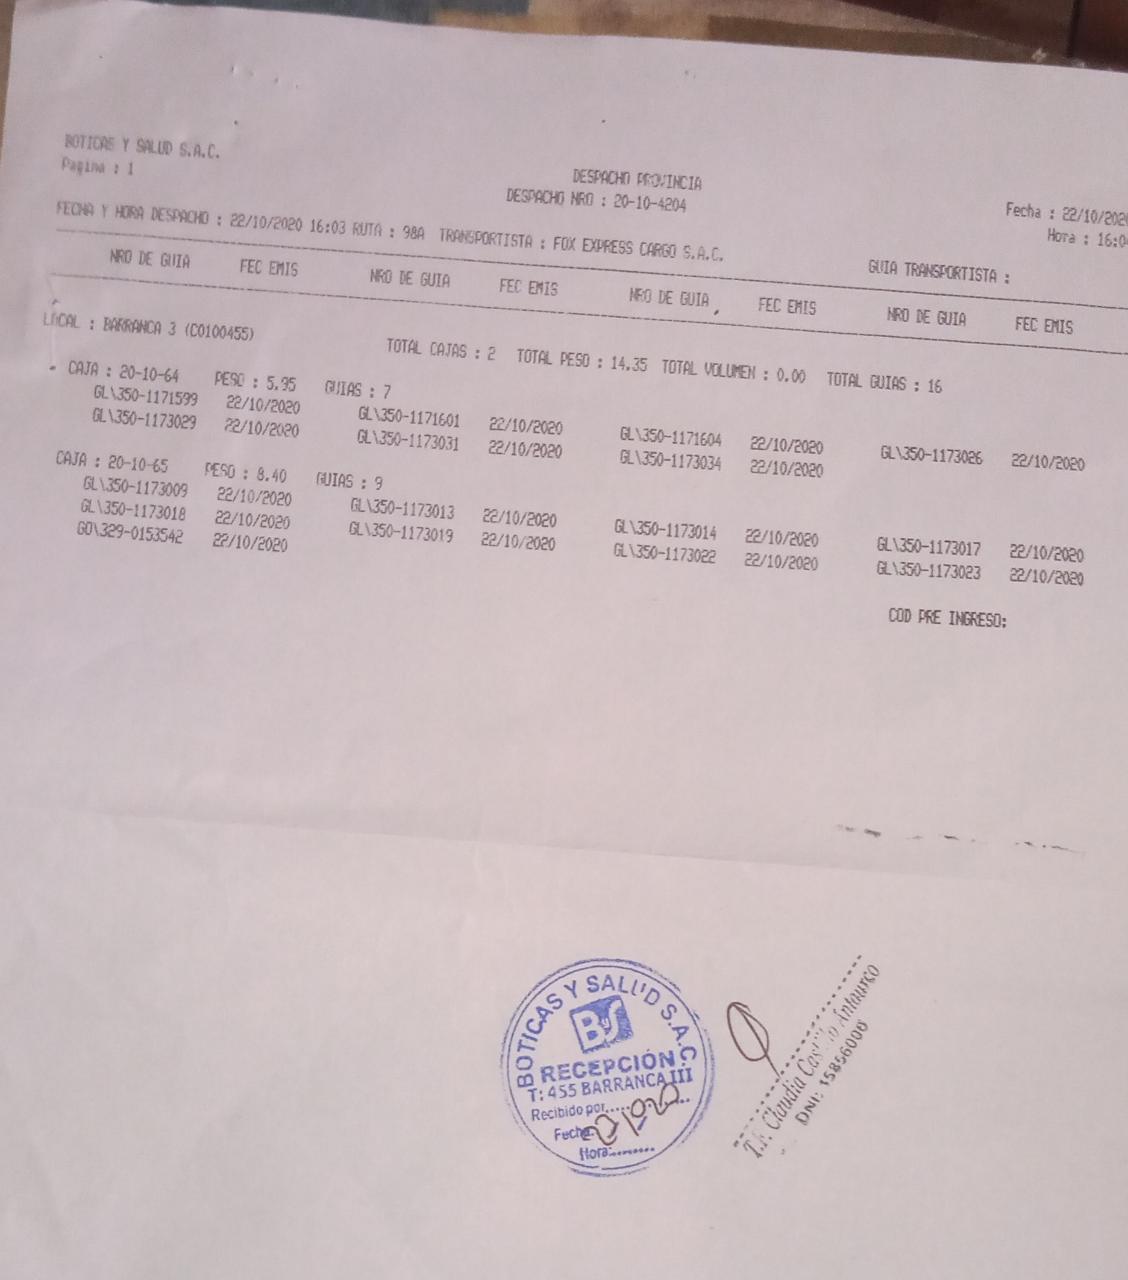 BOTICAS Y SALUD S.A.C.
Pagina : 1
DESPACHO PROVINCIA
DESPACHO NRO : 20-10-4204
Fecha : 22/10/2020
Hora : 16:0
FECHA Y HORA DESPACHO : 22/10/2020 16:03 RUTA : 98A TRANSPORTISTA : FOX EXPRESS CARGO S.A.C. GUIA TRANSPORTISTA :
NRO DE GUIA FEC EMIS NRO DE GUIA FEC EMIS NRO DE GUIA FEC EMIS NRO DE GUIA FEC EMIS
LOCAL : BARRANCA 3 (C0100455) TOTAL CAJAS : 2 TOTAL PESO : 14.35 TOTAL VOLUMEN : 0.00 TOTAL GUIAS : 16
CAJA : 20-10-64 PESO : 5.95 GUIAS : 7
GL\350-1171599 22/10/2020 GL\350-1171601 22/10/2020 GL\350-1171604 22/10/2020 GL\350-1173026 22/10/2020
GL\350-1173029 22/10/2020 GL\350-1173031 22/10/2020 GL\350-1173034 22/10/2020
CAJA : 20-10-65 PESO : 8.40 GUIAS : 9
GL\350-1173009 22/10/2020 GL\350-1173013 22/10/2020 GL\350-1173014 22/10/2020 GL\350-1173017 22/10/2020
GL\350-1173018 22/10/2020 GL\350-1173019 22/10/2020 GL\350-1173022 22/10/2020 GL\350-1173023 22/10/2020
GO\329-0153542 22/10/2020
COD PRE INGRESO:
BOTICAS Y SALUD S.A.C.
ByS
RECEPCIÓN
T: 455 BARRANCA III
Recibido por
Fecha
Hora:
T.F. Claudia Antaurco
DNI: 15856000